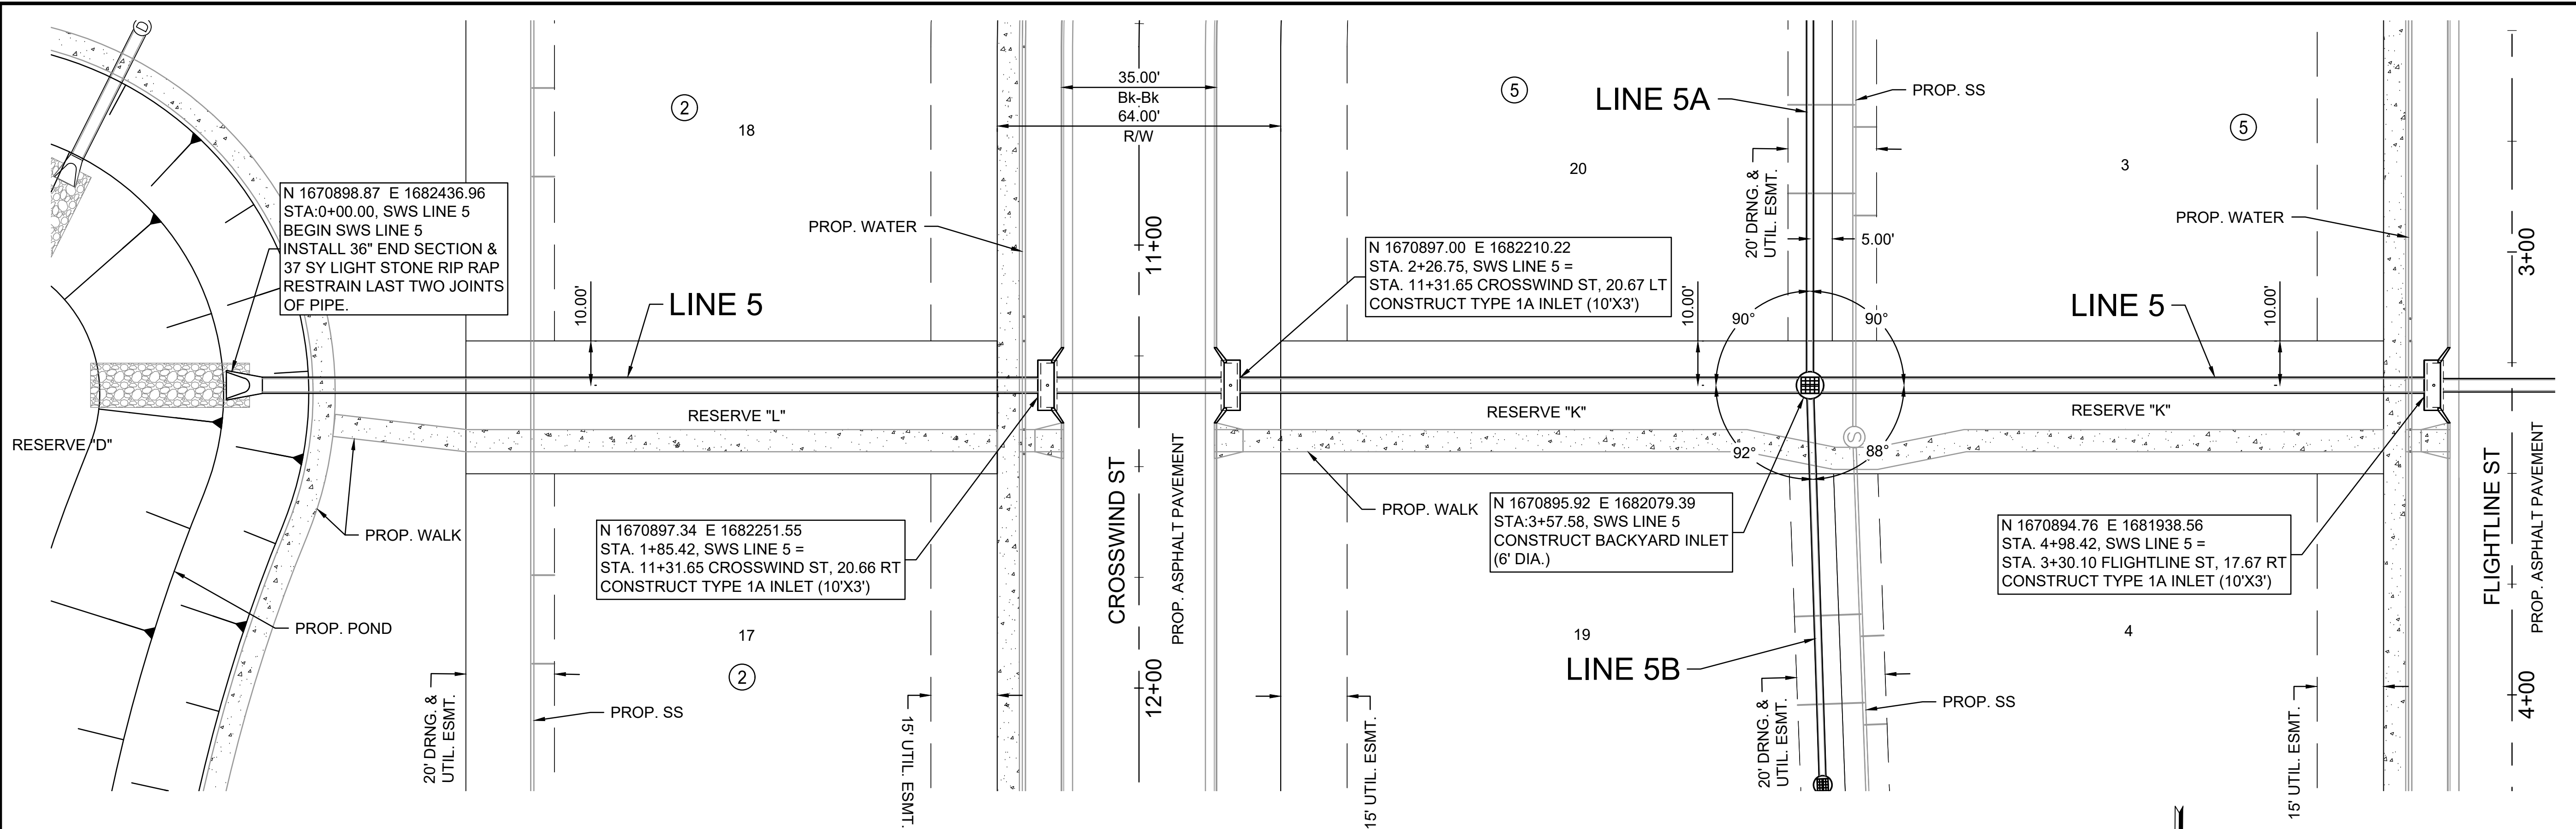 D
35.00'
Bk-Bk
64.00'
R/W
2
18
5
LINE 5A
PROP. SS
5
20
3
20' DRNG. &
UTIL. ESMT.
5.00'
N 1670898.87 E 1682436.96
STA:0+00.00, SWS LINE 5
BEGIN SWS LINE 5
INSTALL 36" END SECTION &
37 SY LIGHT STONE RIP RAP
RESTRAIN LAST TWO JOINTS
OF PIPE.
PROP. WATER
11+00
N 1670897.00 E 1682210.22
STA. 2+26.75, SWS LINE 5 =
STA. 11+31.65 CROSSWIND ST, 20.67 LT
CONSTRUCT TYPE 1A INLET (10'X3')
PROP. WATER
3+00
10.00'
LINE 5
10.00'
90°
90°
LINE 5
10.00'
RESERVE "D"
RESERVE "L"
RESERVE "K"
RESERVE "K"
S
92°
88°
PROP. WALK
N 1670897.34 E 1682251.55
STA. 1+85.42, SWS LINE 5 =
STA. 11+31.65 CROSSWIND ST, 20.66 RT
CONSTRUCT TYPE 1A INLET (10'X3')
CROSSWIND ST
PROP. ASPHALT PAVEMENT
PROP. WALK
N 1670895.92 E 1682079.39
STA:3+57.58, SWS LINE 5
CONSTRUCT BACKYARD INLET
(6' DIA.)
N 1670894.76 E 1681938.56
STA. 4+98.42, SWS LINE 5 =
STA. 3+30.10 FLIGHTLINE ST, 17.67 RT
CONSTRUCT TYPE 1A INLET (10'X3')
FLIGHTLINE ST
PROP. ASPHALT PAVEMENT
PROP. POND
17
2
19
4
LINE 5B
20' DRNG. &
UTIL. ESMT.
PROP. SS
15' UTIL. ESMT.
12+00
15' UTIL. ESMT.
20' DRNG. &
UTIL. ESMT.
PROP. SS
15' UTIL. ESMT.
4+00